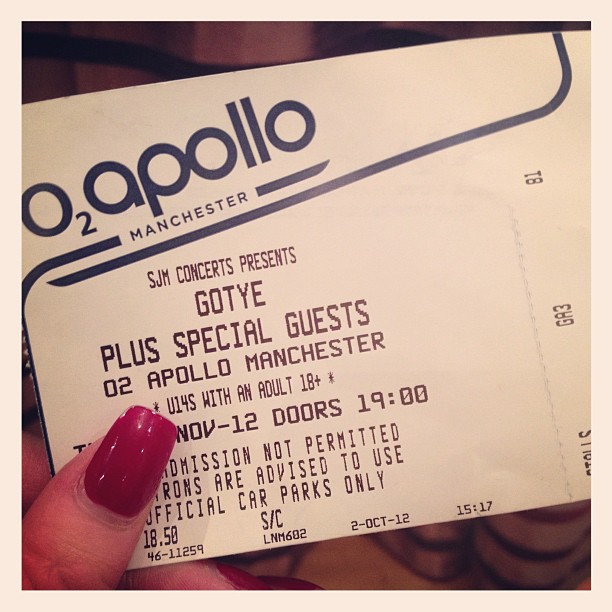 O2 apollo
MANCHESTER
SJM CONCERTS PRESENTS
GOTYE
PLUS SPECIAL GUESTS
O2 APOLLO MANCHESTER
* U14S WITH AN ADULT 18+ *
NOV-12 DOORS 19:00
DMISSION NOT PERMITTED
RONS ARE ADVISED TO USE
OFFICIAL CAR PARKS ONLY
18.50 S/C
46-11259 LNM602 2-OCT-12 15:17
B1
GA3